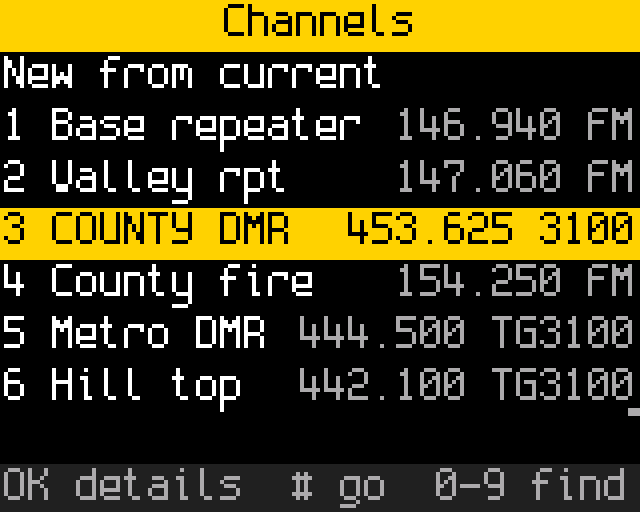 Channels
New from current
1 Base repeater 146.940 FM
2 Valley rpt 147.060 FM
3 COUNTY DMR 453.625 3100
4 County fire 154.250 FM
5 Metro DMR 444.500 TG3100
6 Hill top 442.100 TG3100
OK details # go 0-9 find